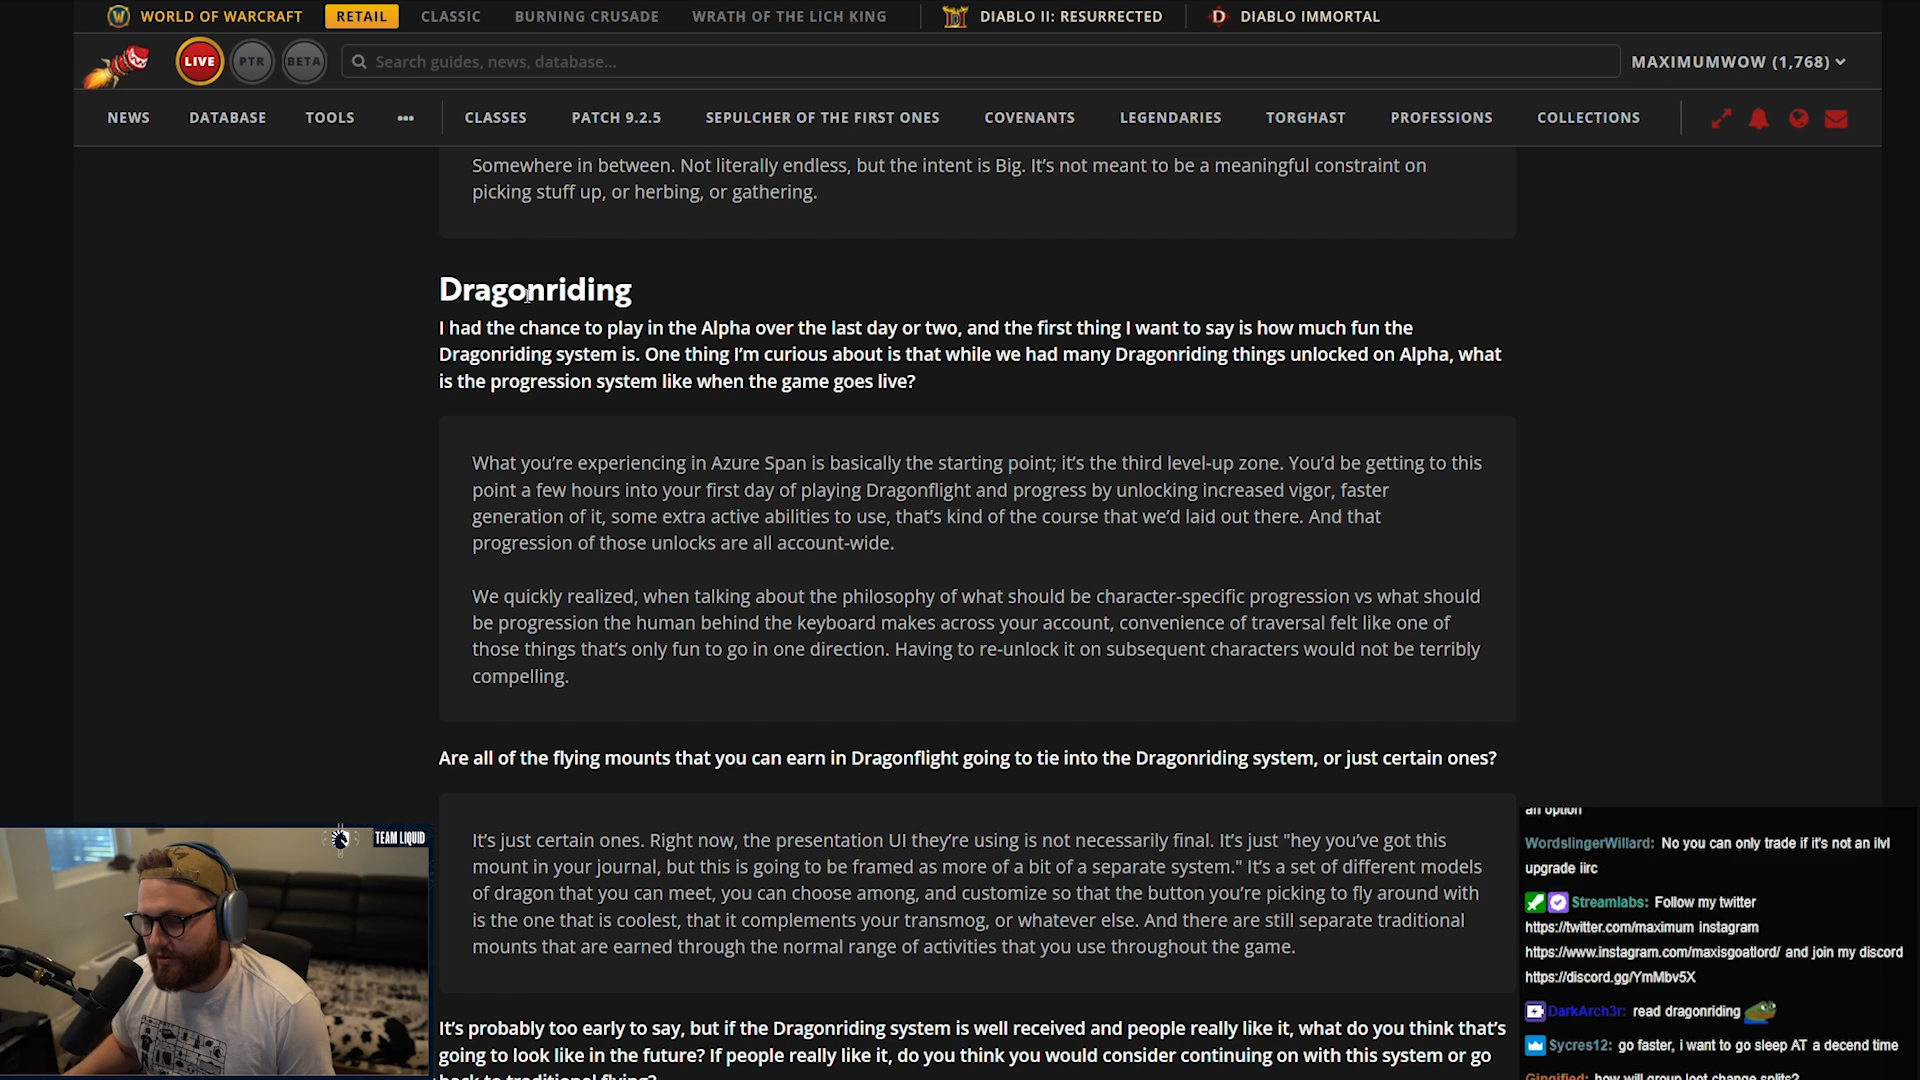 WORLD OF WARCRAFT RETAIL CLASSIC BURNING CRUSADE WRATH OF THE LICH KING DIABLO II: RESURRECTED DIABLO IMMORTAL
LIVE PTR BETA Search guides, news, database... MAXIMUMWOW (1,768)
NEWS DATABASE TOOLS ••• CLASSES PATCH 9.2.5 SEPULCHER OF THE FIRST ONES COVENANTS LEGENDARIES TORGHAST PROFESSIONS COLLECTIONS
Somewhere in between. Not literally endless, but the intent is Big. It's not meant to be a meaningful constraint on
picking stuff up, or herbing, or gathering.
Dragonriding
I had the chance to play in the Alpha over the last day or two, and the first thing I want to say is how much fun the
Dragonriding system is. One thing I'm curious about is that while we had many Dragonriding things unlocked on Alpha, what
is the progression system like when the game goes live?
What you're experiencing in Azure Span is basically the starting point; it's the third level-up zone. You'd be getting to this
point a few hours into your first day of playing Dragonflight and progress by unlocking increased vigor, faster
generation of it, some extra active abilities to use, that's kind of the course that we'd laid out there. And that
progression of those unlocks are all account-wide.
We quickly realized, when talking about the philosophy of what should be character-specific progression vs what should
be progression the human behind the keyboard makes across your account, convenience of traversal felt like one of
those things that's only fun to go in one direction. Having to re-unlock it on subsequent characters would not be terribly
compelling.
Are all of the flying mounts that you can earn in Dragonflight going to tie into the Dragonriding system, or just certain ones?
It's just certain ones. Right now, the presentation UI they're using is not necessarily final. It's just "hey you've got this
mount in your journal, but this is going to be framed as more of a bit of a separate system." It's a set of different models
of dragon that you can meet, you can choose among, and customize so that the button you're picking to fly around with
is the one that is coolest, that it complements your transmog, or whatever else. And there are still separate traditional
mounts that are earned through the normal range of activities that you use throughout the game.
It's probably too early to say, but if the Dragonriding system is well received and people really like it, what do you think that's
going to look like in the future? If people really like it, do you think you would consider continuing on with this system or go
back to traditional flying?
TEAM LIQUID
an option
WordslingerWillard: No you can only trade if it's not an ilvl
upgrade iirc
Streamlabs: Follow my twitter
https://twitter.com/maximum instagram
https://www.instagram.com/maxisgoatlord/ and join my discord
https://discord.gg/YmMbv5X
DarkArch3r: read dragonriding
Sycres12: go faster, i want to go sleep AT a decend time
Gingified: how will group loot change splits?